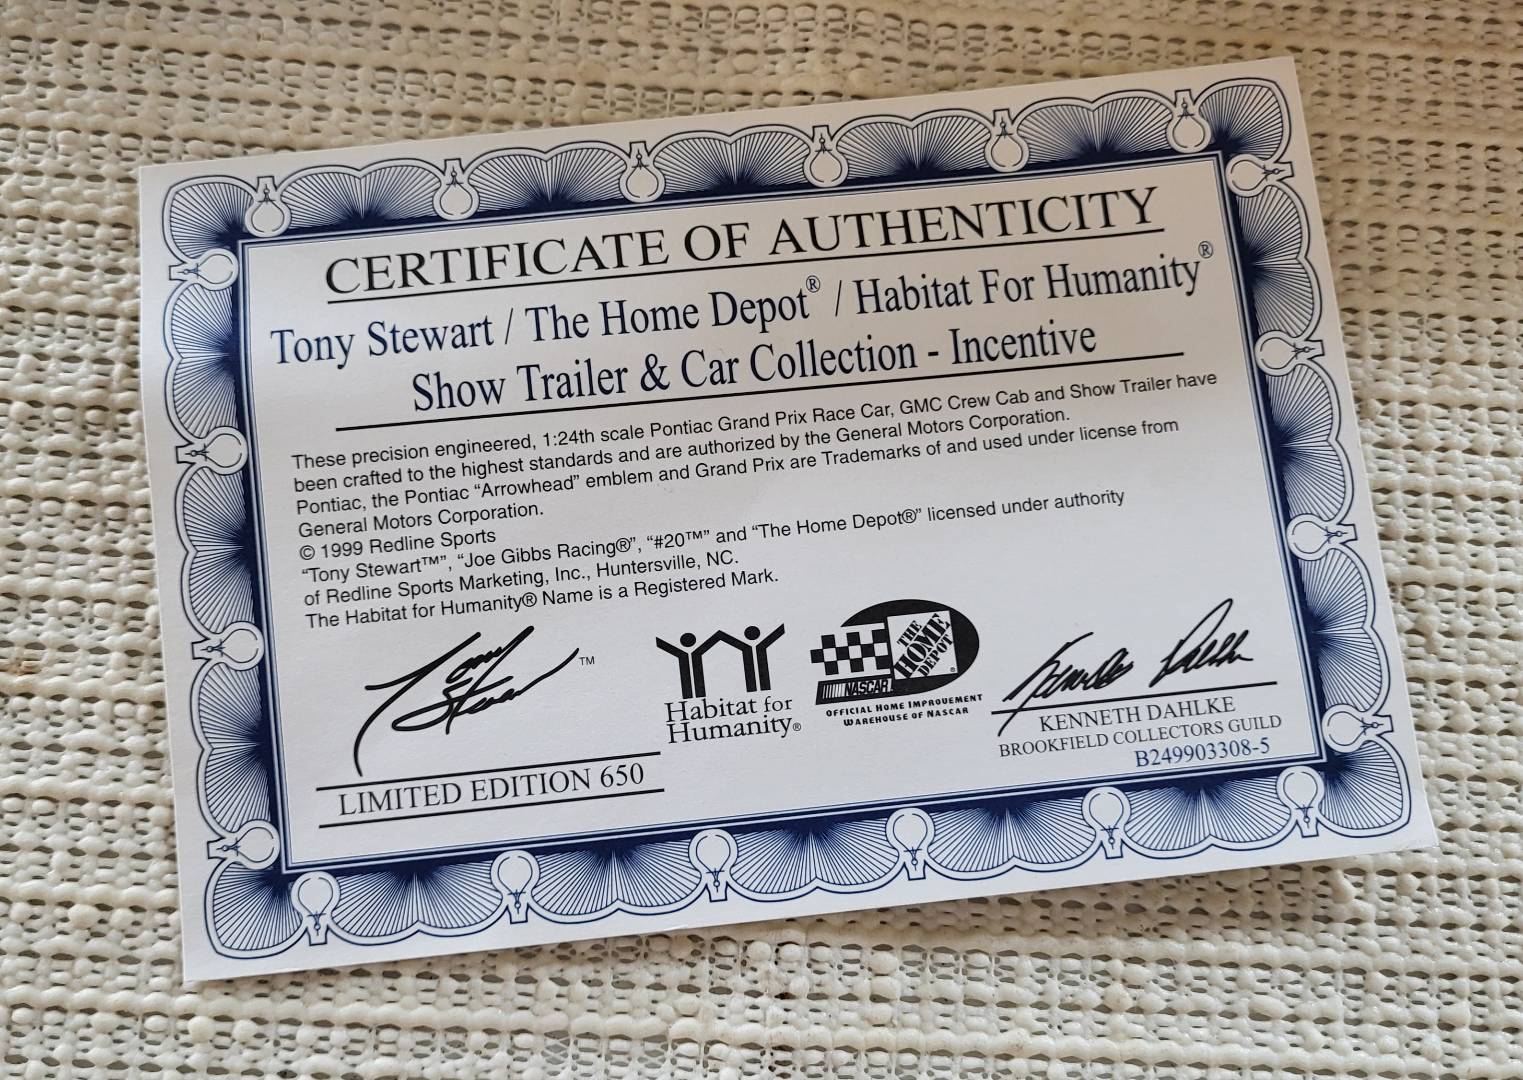 CERTIFICATE OF AUTHENTICITY
Tony Stewart / The Home Depot® / Habitat For Humanity®
Show Trailer & Car Collection - Incentive
These precision engineered, 1:24th scale Pontiac Grand Prix Race Car, GMC Crew Cab and Show Trailer have
been crafted to the highest standards and are authorized by the General Motors Corporation.
Pontiac, the Pontiac “Arrowhead” emblem and Grand Prix are Trademarks of and used under license from
General Motors Corporation.
© 1999 Redline Sports
“Tony Stewart™”, “Joe Gibbs Racing®”, “#20™” and “The Home Depot®” licensed under authority
of Redline Sports Marketing, Inc., Huntersville, NC.
The Habitat for Humanity® Name is a Registered Mark.
Tony
Stewart ™
LIMITED EDITION 650
Habitat for
Humanity®
THE
HOME
DEPOT®
NASCAR
OFFICIAL HOME IMPROVEMENT
WAREHOUSE OF NASCAR
KENNETH DAHLKE
BROOKFIELD COLLECTORS GUILD
B249903308-5